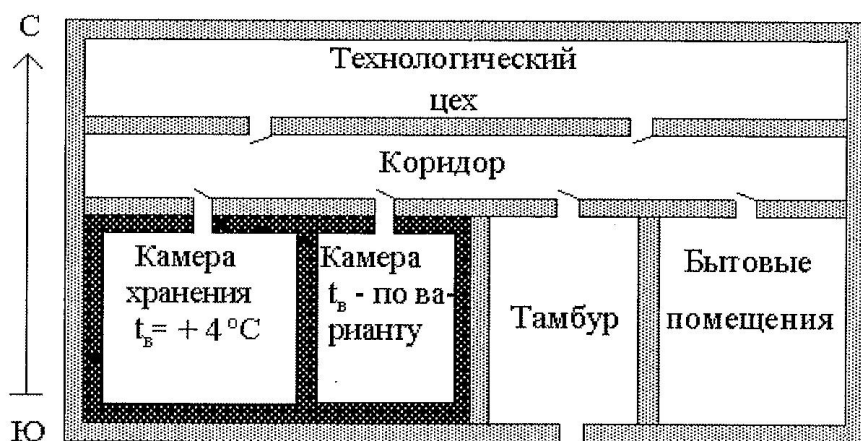 С
Технологический
цех
Коридор
Камера
хранения
tв= + 4 °C
Камера
tв - по ва-
рианту
Тамбур
Бытовые
помещения
Ю